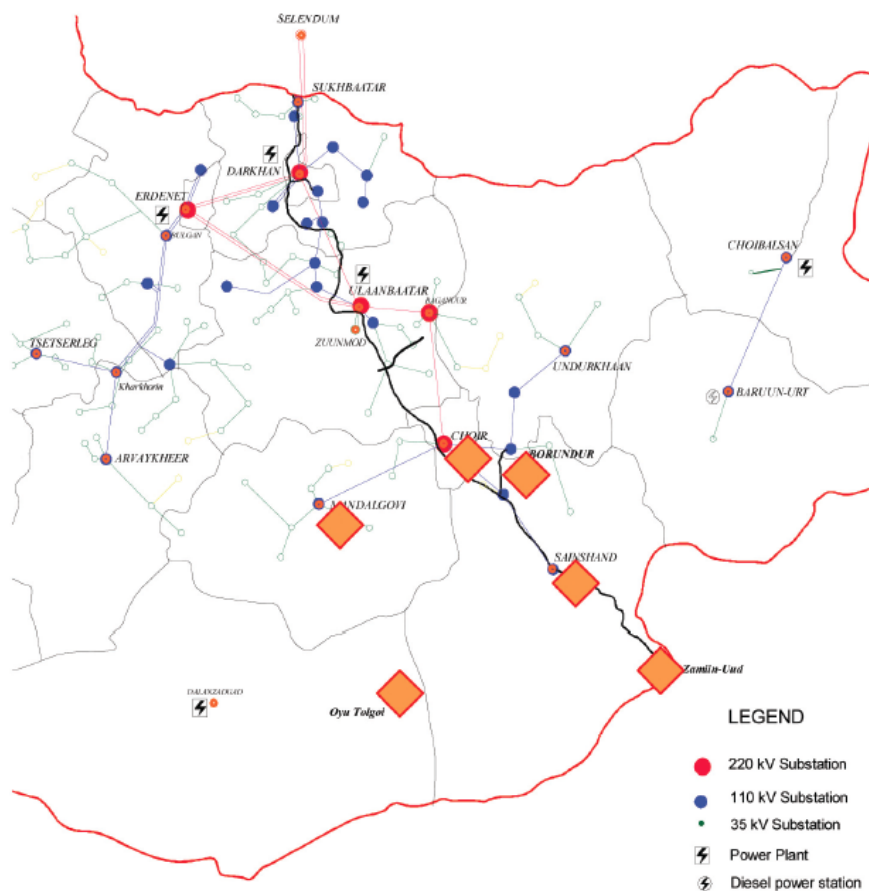 SELENDUM
SUKHBAATAR
DARKHAN
ERDENET
BULGAN
CHOIBALSAN
ULAANBAATAR
BAGANUUR
ZUUNMOD
TSETSERLEG
UNDURKHAAN
Kharkhorin
BARUUN-URT
CHOIR
ARVAYKHEER
BORUNDUR
MANDALGOVI
SAINSHAND
Zamiin-Uud
DALANZADGAD
Oyu Tolgoi
LEGEND
220 kV Substation
110 kV Substation
35 kV Substation
Power Plant
Diesel power station